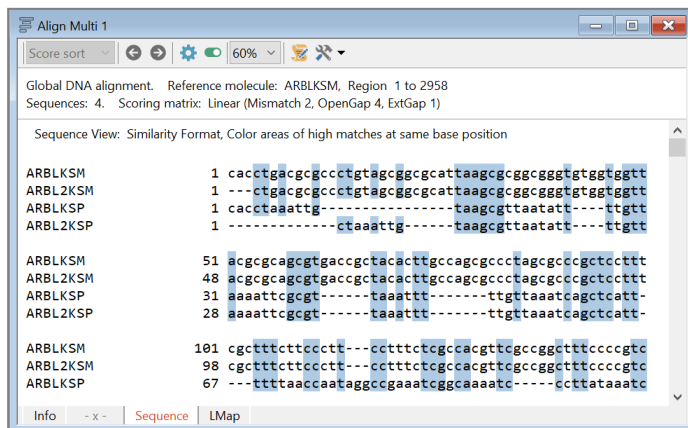 Align Multi 1
Score sort 60%
Global DNA alignment. Reference molecule: ARBLKSM, Region 1 to 2958
Sequences: 4. Scoring matrix: Linear (Mismatch 2, OpenGap 4, ExtGap 1)
Sequence View: Similarity Format, Color areas of high matches at same base position
ARBLKSM 1 cacctgacgcgccctgtagcggcgcattaagcgcggcgggtgtggtggtt
ARBL2KSM 1 ---ctgacgcgccctgtagcggcgcattaagcgcggcgggtgtggtggtt
ARBLKSP 1 cacctaaattg----------------taagcgttaatatt----ttgtt
ARBL2KSP 1 -------------ctaaattg------taagcgttaatatt----ttgtt
ARBLKSM 51 acgcgcagcgtgaccgctacacttgccagcgccctagcgcccgctccttt
ARBL2KSM 48 acgcgcagcgtgaccgctacacttgccagcgccctagcgcccgctccttt
ARBLKSP 31 aaaattcgcgt------taaattt-------ttgttaaatcagctcatt-
ARBL2KSP 28 aaaattcgcgt------taaattt-------ttgttaaatcagctcatt-
ARBLKSM 101 cgctttcttcccttc---cctttctcgccacgttcgccggctttccccgtc
ARBL2KSM 98 cgctttcttcccttc---cctttctcgccacgttcgccggctttccccgtc
ARBLKSP 67 ---ttttaaccaataggccgaaatcggcaaaatc-----ccttataaatc
Info - x - Sequence LMap